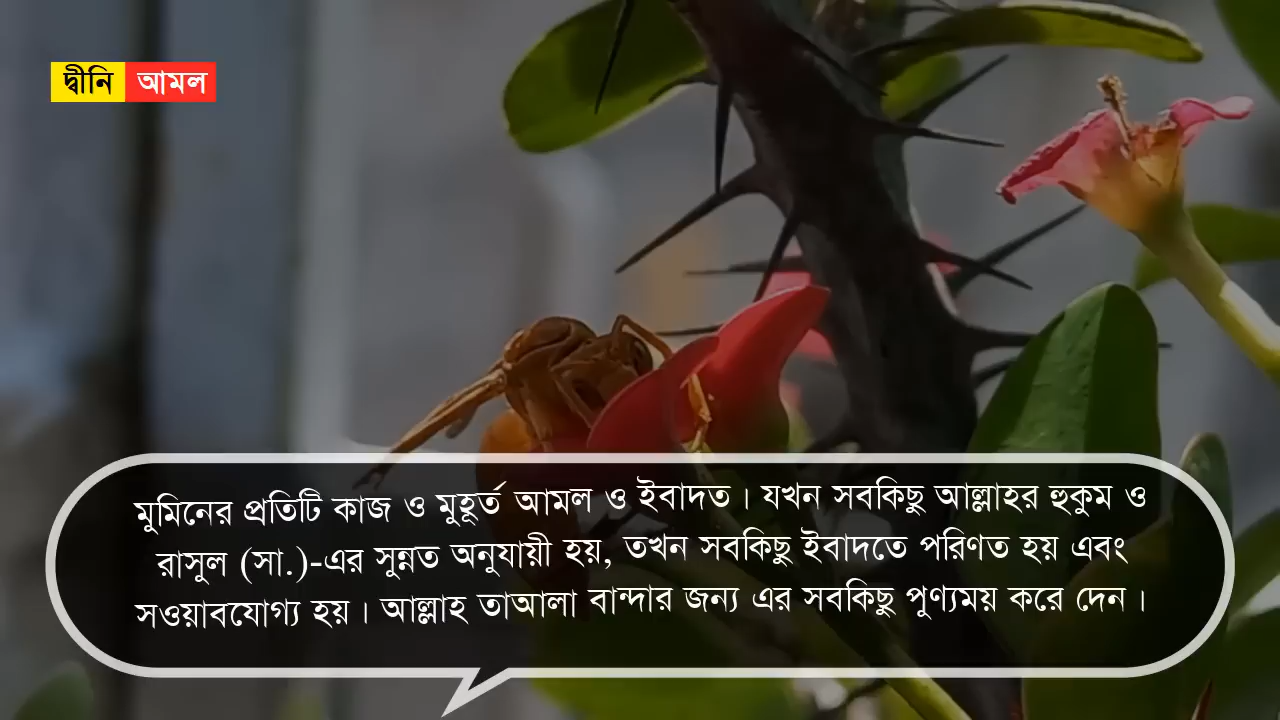 দ্বীনি আমল
মুমিনের প্রতিটি কাজ ও মুহূর্ত আমল ও ইবাদত। যখন সবকিছু আল্লাহর হুকুম ও
রাসুল (সা.)-এর সুন্নত অনুযায়ী হয়, তখন সবকিছু ইবাদতে পরিণত হয় এবং
সওয়াবযোগ্য হয়। আল্লাহ তাআলা বান্দার জন্য এর সবকিছু পুণ্যময় করে দেন।